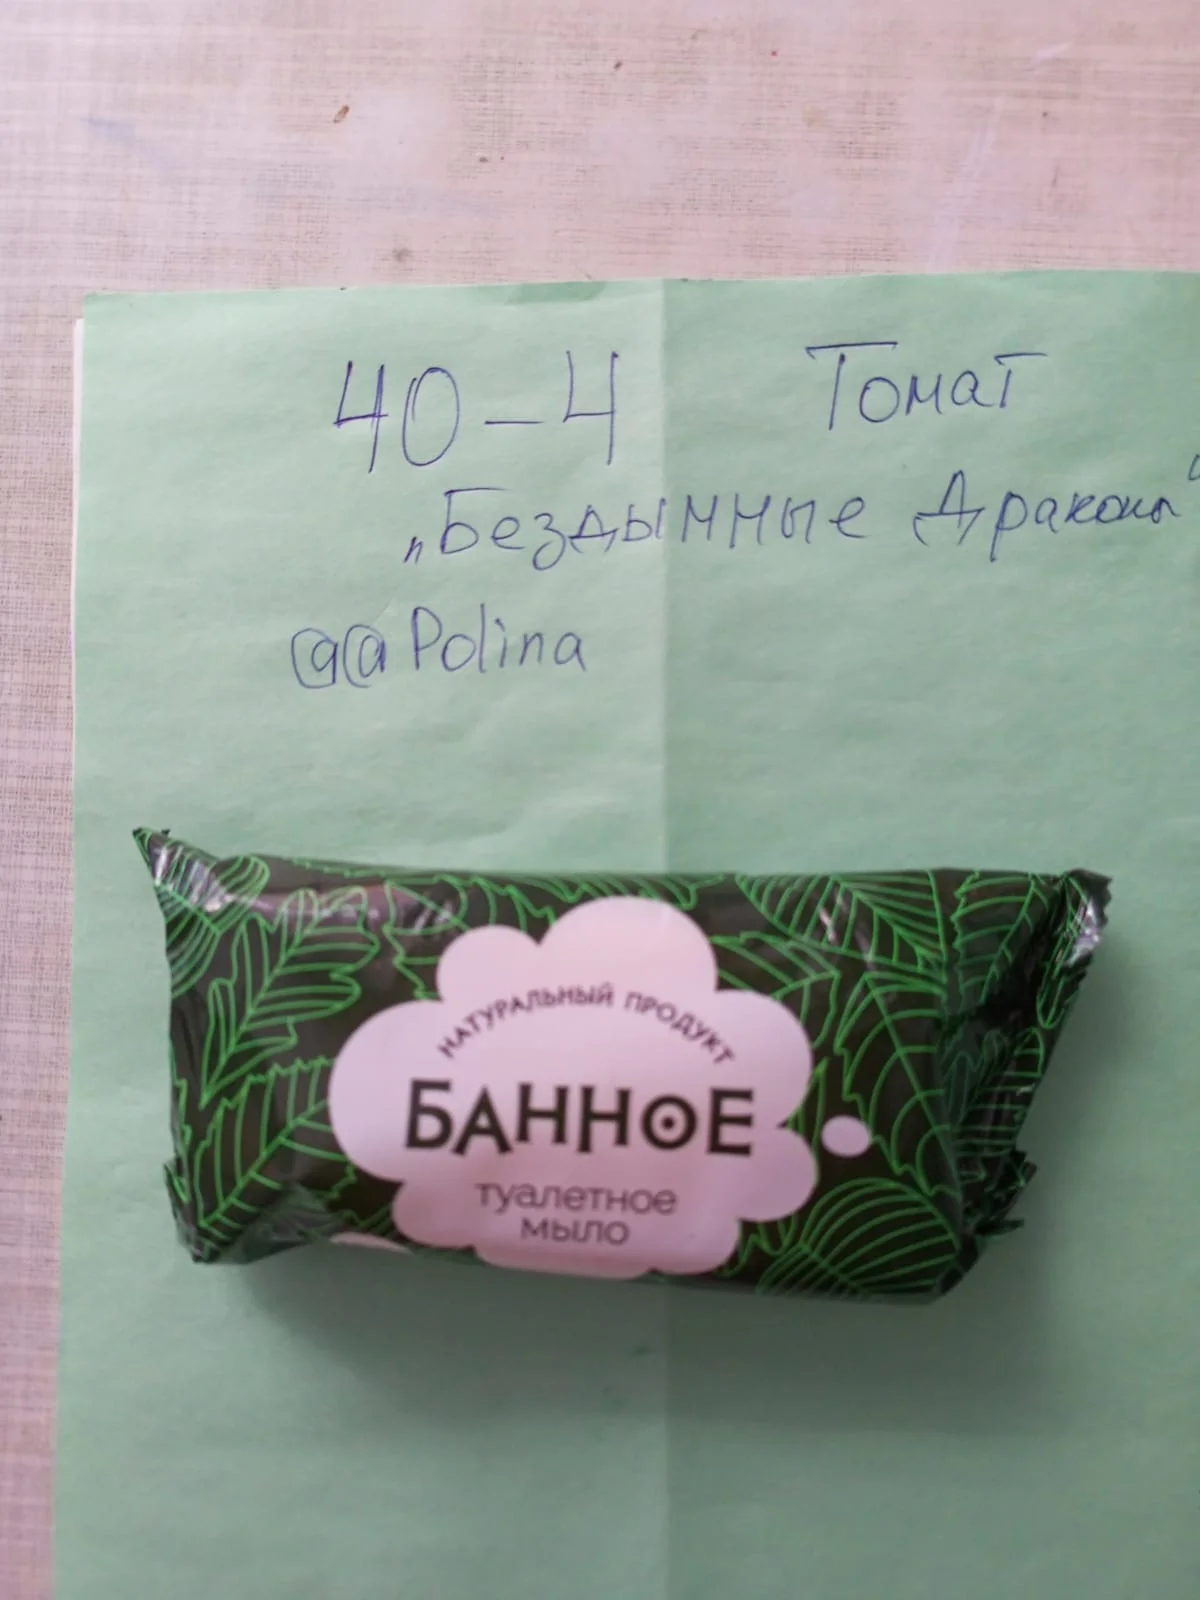 40-4 Томат
„Бездымные Драконы“
@@Polina
НАТУРАЛЬНЫЙ ПРОДУКТ
БАННОЕ
туалетное
мыло